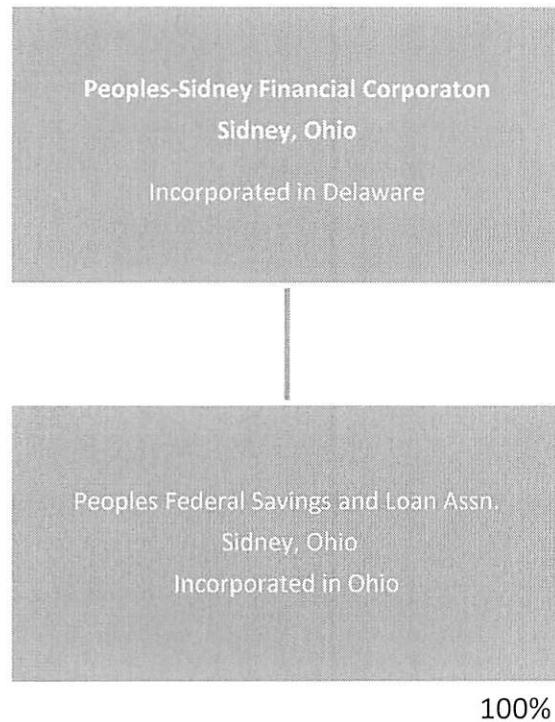 Peoples-Sidney Financial Corporaton
Sidney, Ohio
Incorporated in Delaware
Peoples Federal Savings and Loan Assn.
Sidney, Ohio
Incorporated in Ohio
100%